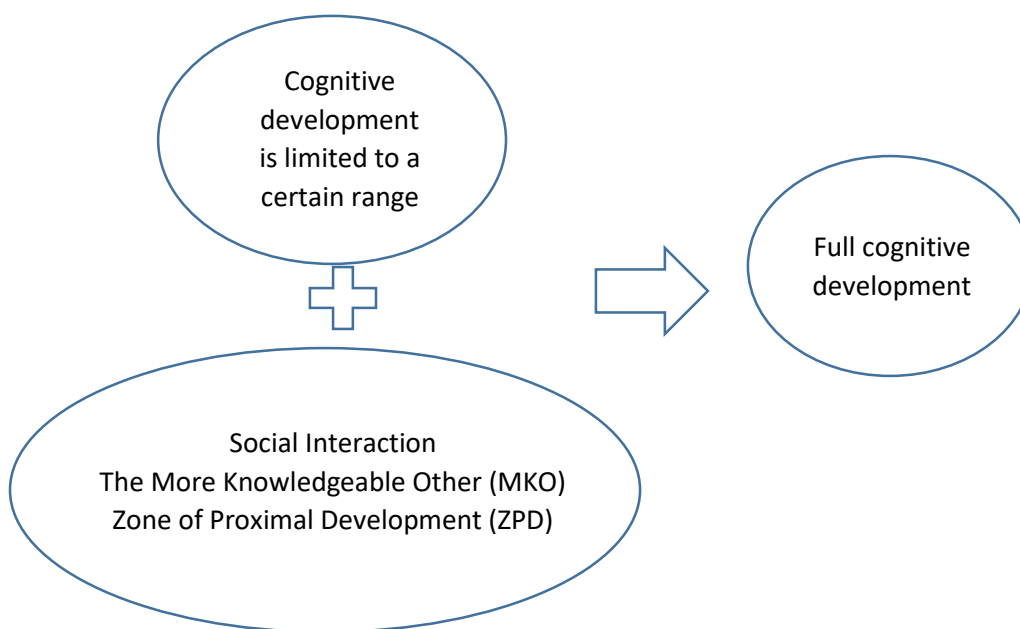 Cognitive
development
is limited to a
certain range
Full cognitive
development
Social Interaction
The More Knowledgeable Other (MKO)
Zone of Proximal Development (ZPD)